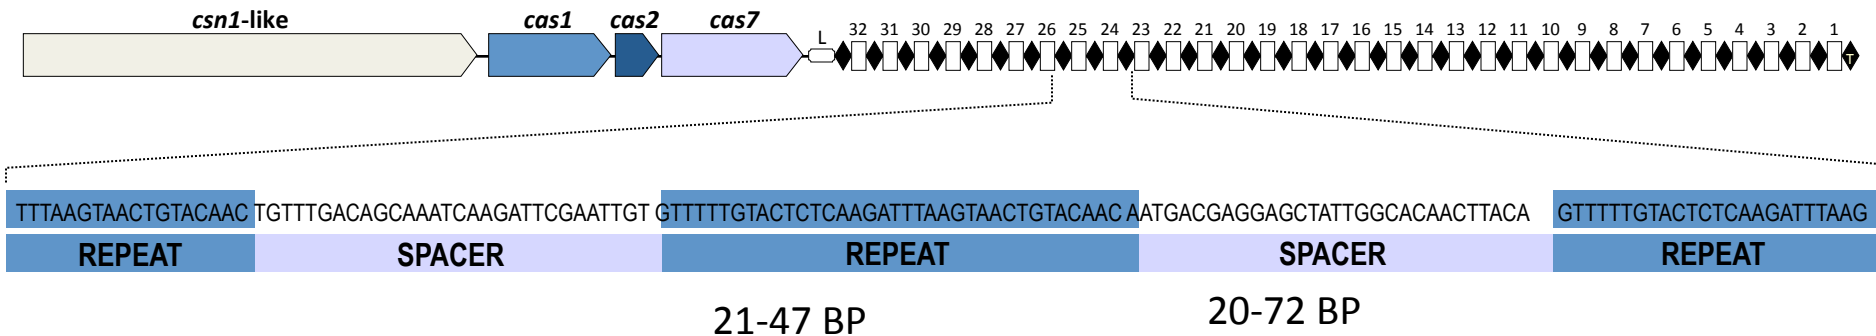 csn1-like cas1 cas2 cas7 L 32 31 30 29 28 27 26 25 24 23 22 21 20 19 18 17 16 15 14 13 12 11 10 9 8 7 6 5 4 3 2 1
T
TTTAAGTAACTGTACAAC TGTTTGACAGCAAATCAAGATTCGAATTGT GTTTTTGTACTCTCAAGATTTAAGTAACTGTACAAC AATGACGAGGAGCTATTGGCACAACTTACA GTTTTTGTACTCTCAAGATTTAAG
REPEAT SPACER REPEAT SPACER REPEAT
21-47 BP 20-72 BP